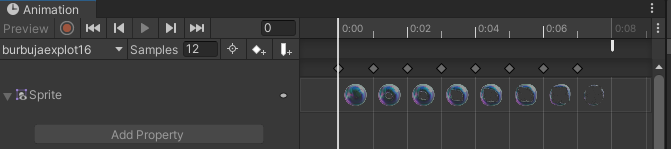 Animation
Preview 0 0:00 0:02 0:04 0:06 0:08
burbujaexplot16 Samples 12
Sprite
Add Property